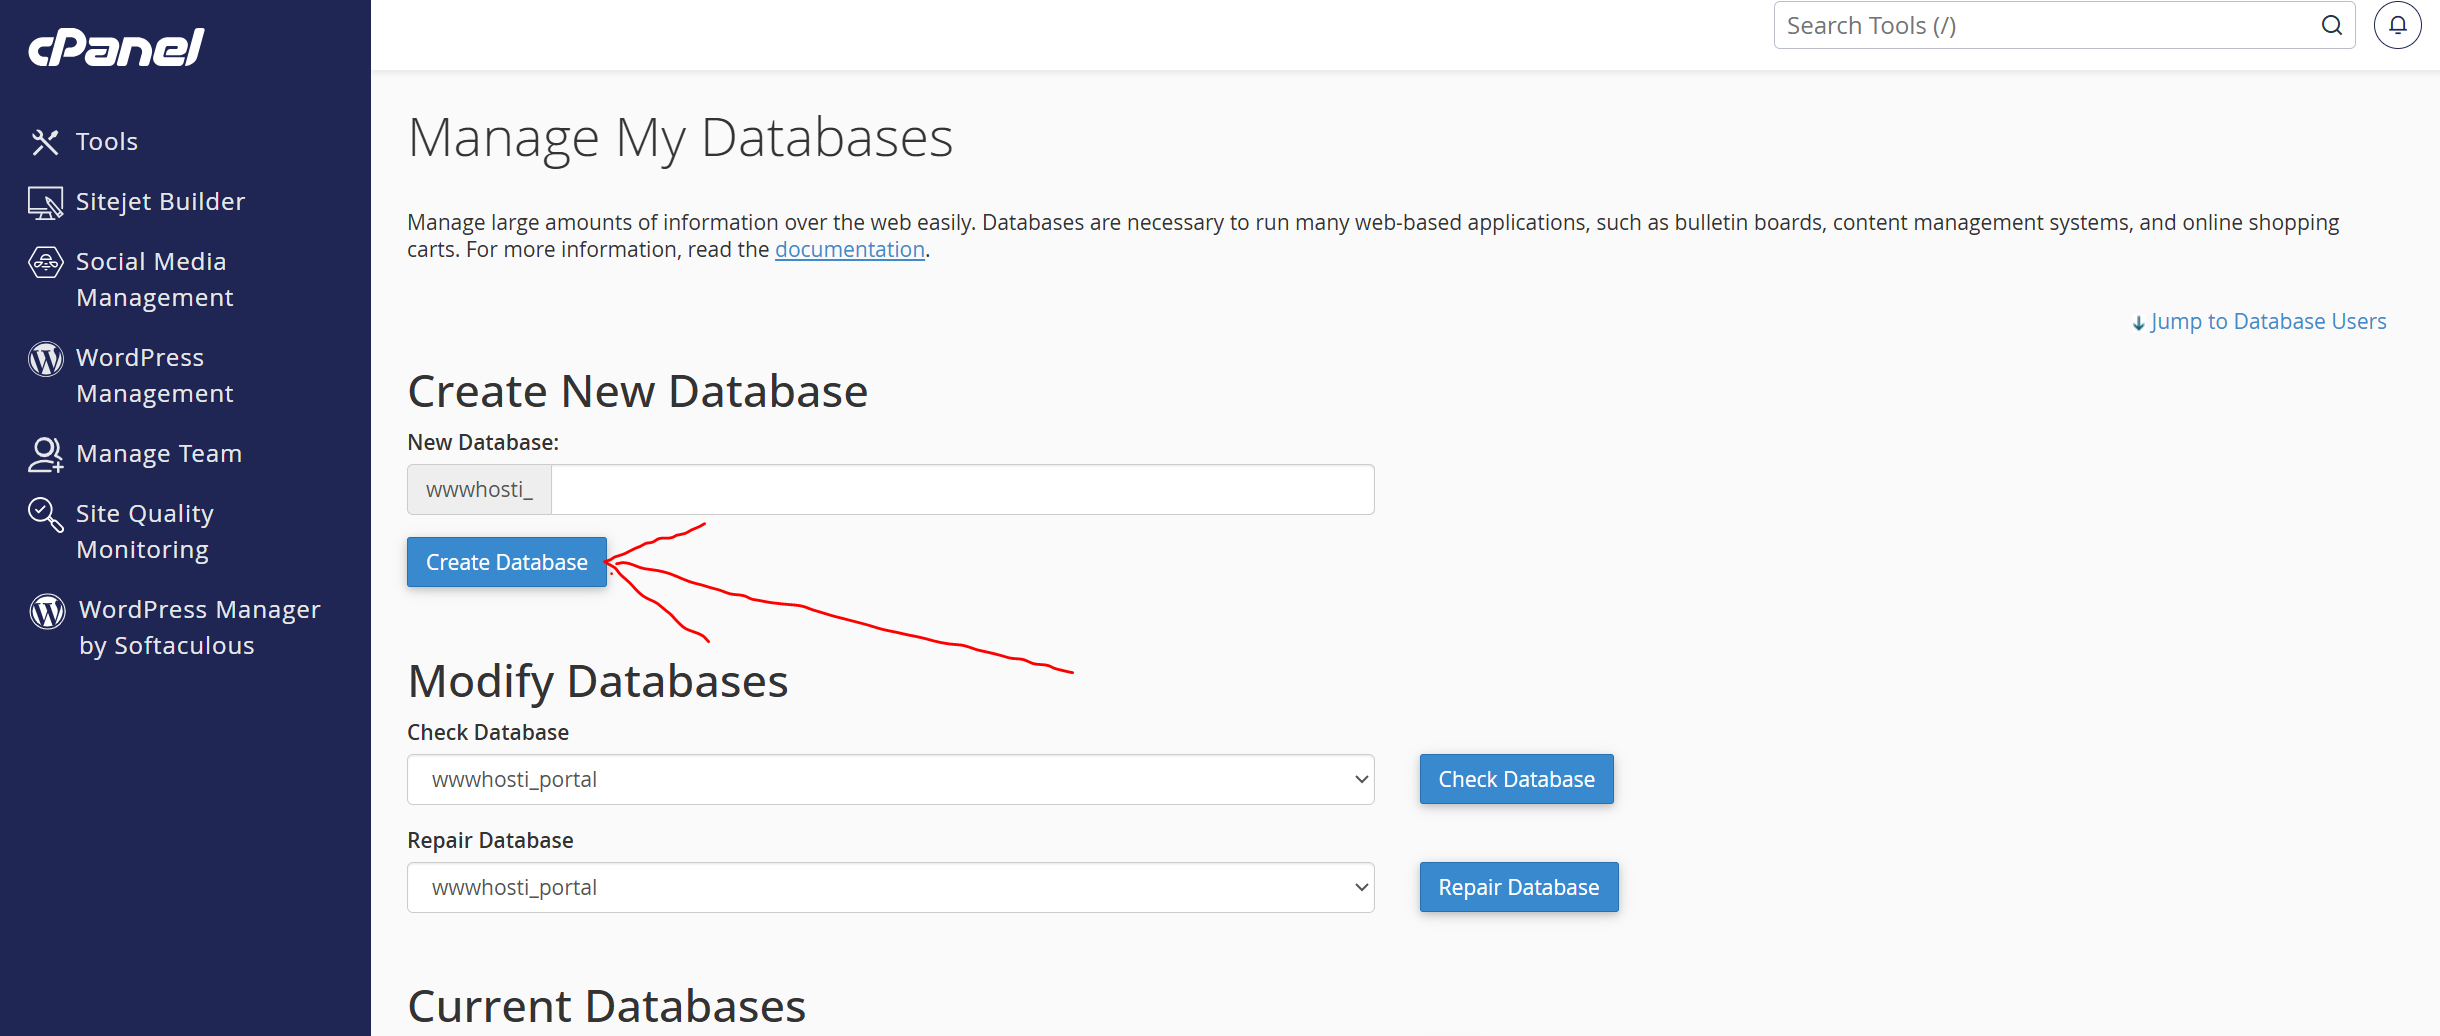 cPanel
Tools
Sitejet Builder
Social Media
Management
WordPress
Management
Manage Team
Site Quality
Monitoring
WordPress Manager
by Softaculous
Search Tools (/)
Manage My Databases
Manage large amounts of information over the web easily. Databases are necessary to run many web-based applications, such as bulletin boards, content management systems, and online shopping
carts. For more information, read the documentation.
Jump to Database Users
Create New Database
New Database:
wwwhosti_
Create Database
Modify Databases
Check Database
wwwhosti_portal
Check Database
Repair Database
wwwhosti_portal
Repair Database
Current Databases